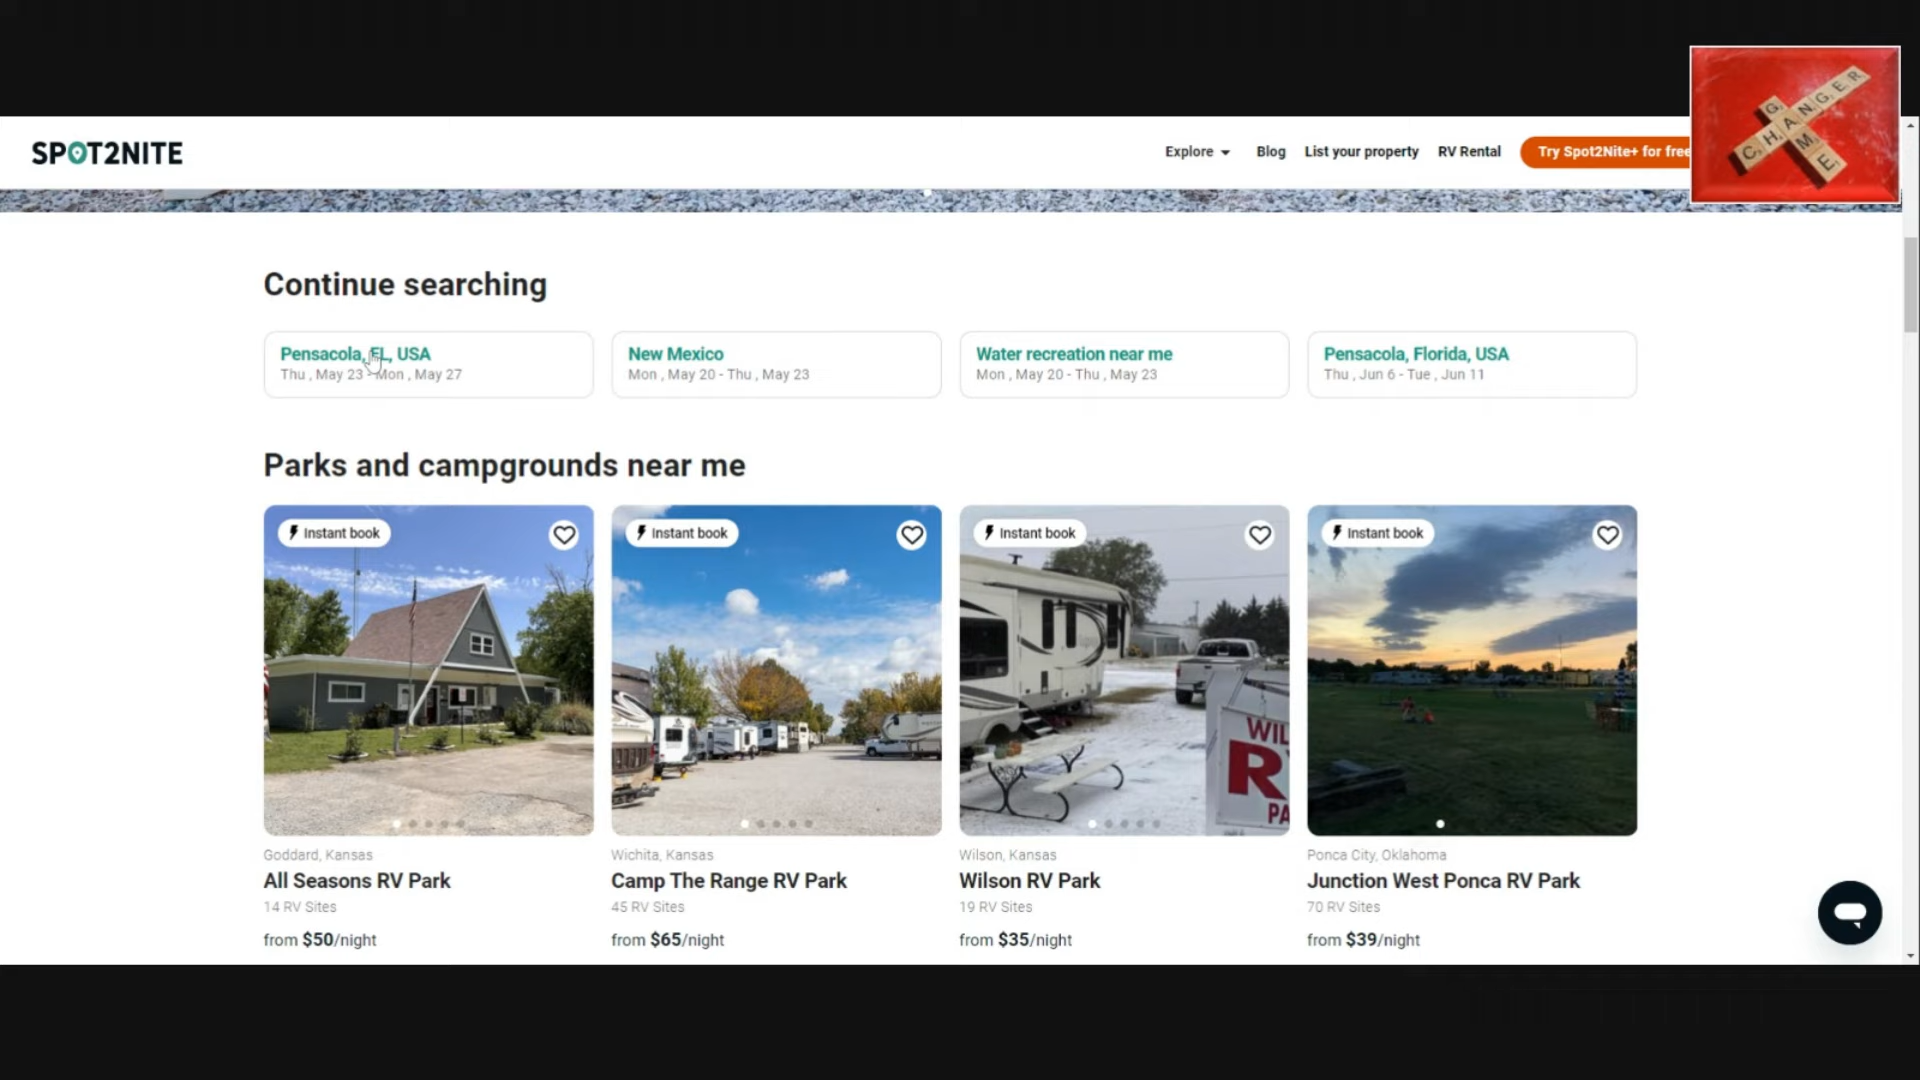 SPOT2NITE
Explore
Blog
List your property
RV Rental
Try Spot2Nite+ for free
CHANGER
GAME
Continue searching
Pensacola, FL, USA
Thu , May 23 - Mon , May 27
New Mexico
Mon , May 20 - Thu , May 23
Water recreation near me
Mon , May 20 - Thu , May 23
Pensacola, Florida, USA
Thu , Jun 6 - Tue , Jun 11
Parks and campgrounds near me
Instant book
Instant book
Instant book
Instant book
WIL
R
PA
Goddard, Kansas
All Seasons RV Park
14 RV Sites
from $50/night
Wichita, Kansas
Camp The Range RV Park
45 RV Sites
from $65/night
Wilson, Kansas
Wilson RV Park
19 RV Sites
from $35/night
Ponca City, Oklahoma
Junction West Ponca RV Park
70 RV Sites
from $39/night